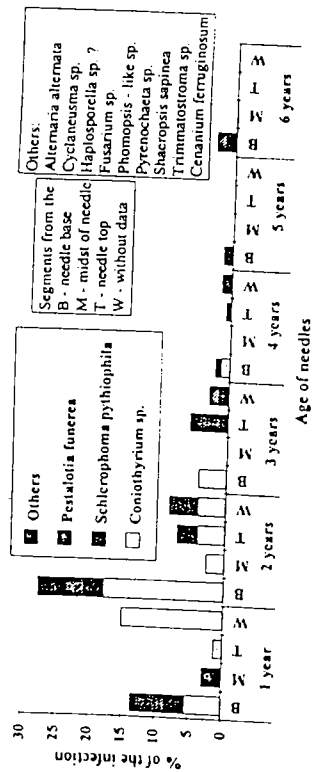 % of the infection
30
25
20
15
10
5
0
B M T W B M T W B M T W B M T W B M T W B M T W
1 year 2 years 3 years 4 years 5 years 6 years
Age of needles
Others
Pestalotia funerea
Schlerophoma pythiophila
Coniothyrium sp.
Segments from the
B - needle base
M - midst of needle
T - needle top
W - without data
Others:
Alternaria alternata
Cyclaneusma sp.
Haplosporella sp. ?
Fusarium sp.
Phomopsis - like sp.
Pyrenochaeta sp.
Shaeropsis sapinea
Trimmatostroma sp.
Cenanium ferruginosum